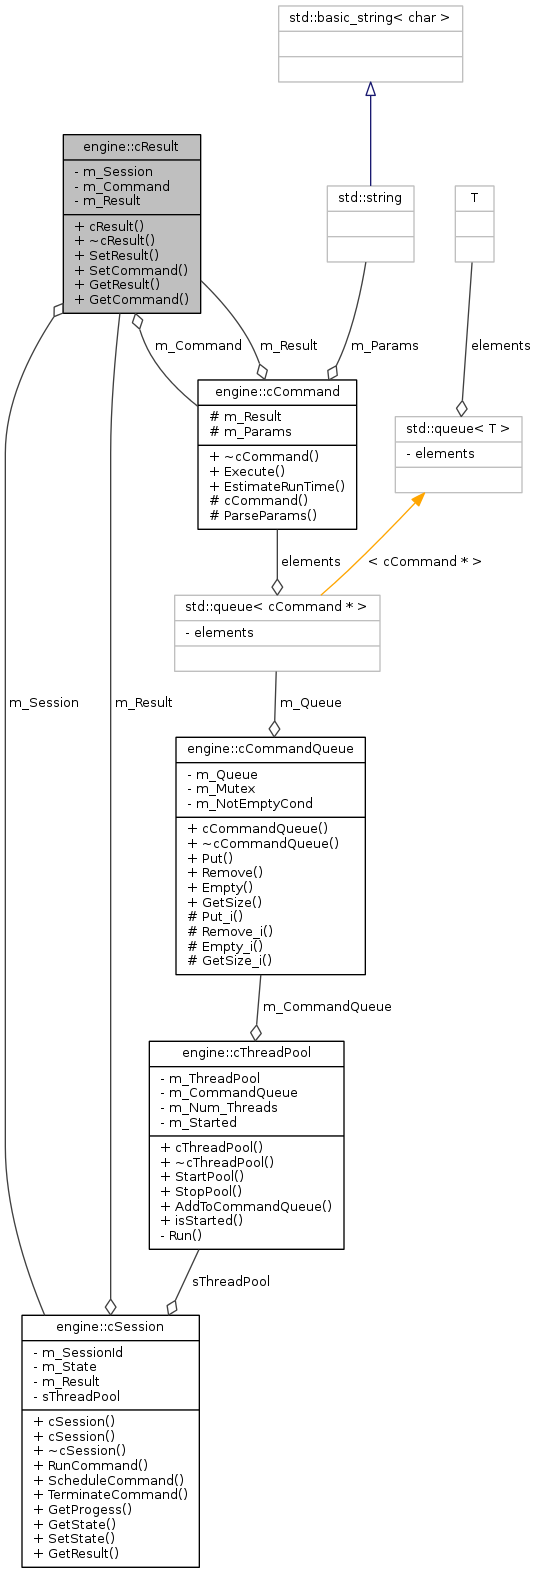 std::basic_string< char >
engine::cResult
- m_Session
- m_Command
- m_Result
+ cResult()
+ ~cResult()
+ SetResult()
+ SetCommand()
+ GetResult()
+ GetCommand()
std::string
T
m_Command
m_Result
m_Params
elements
engine::cCommand
# m_Result
# m_Params
+ ~cCommand()
+ Execute()
+ EstimateRunTime()
# cCommand()
# ParseParams()
std::queue< T >
- elements
elements
< cCommand * >
std::queue< cCommand * >
- elements
m_Session
m_Result
m_Queue
engine::cCommandQueue
- m_Queue
- m_Mutex
- m_NotEmptyCond
+ cCommandQueue()
+ ~cCommandQueue()
+ Put()
+ Remove()
+ Empty()
+ GetSize()
# Put_i()
# Remove_i()
# Empty_i()
# GetSize_i()
m_CommandQueue
engine::cThreadPool
- m_ThreadPool
- m_CommandQueue
- m_Num_Threads
- m_Started
+ cThreadPool()
+ ~cThreadPool()
+ StartPool()
+ StopPool()
+ AddToCommandQueue()
+ isStarted()
- Run()
sThreadPool
engine::cSession
- m_SessionId
- m_State
- m_Result
- sThreadPool
+ cSession()
+ cSession()
+ ~cSession()
+ RunCommand()
+ ScheduleCommand()
+ TerminateCommand()
+ GetProgess()
+ GetState()
+ SetState()
+ GetResult()